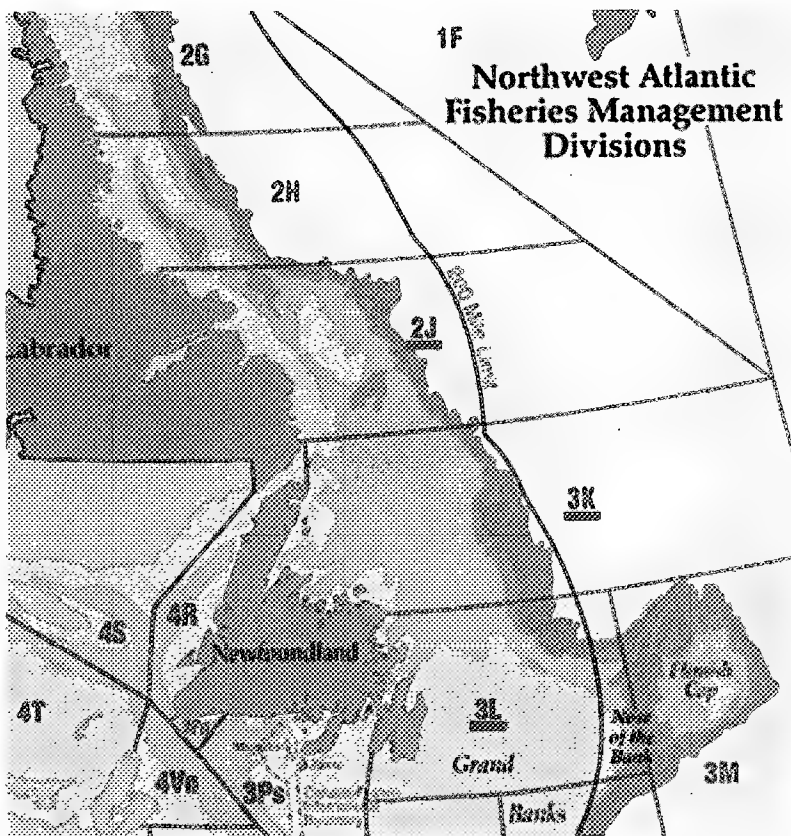 2G
1F
Northwest Atlantic
Fisheries Management
Divisions
2H
200 Mile Limit
2J
Labrador
3K
4S
4R
Newfoundland
Flemish
Cap
4T
3L
Nose
of the
Bank
Grand
3M
4Vn
3Ps
Banks